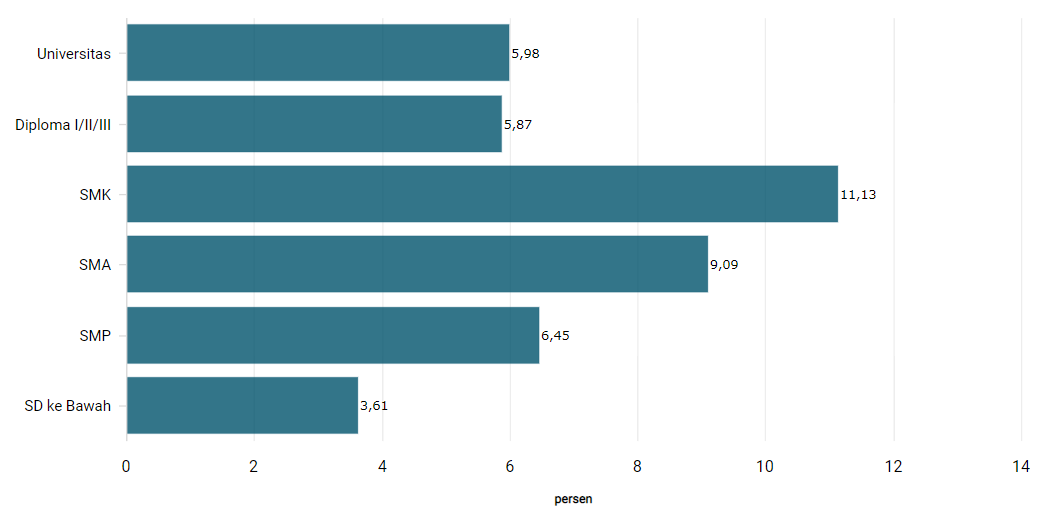 Universitas 5,98
Diploma I/II/III 5,87
SMK 11,13
SMA 9,09
SMP 6,45
SD ke Bawah 3,61
0 2 4 6 8 10 12 14
persen